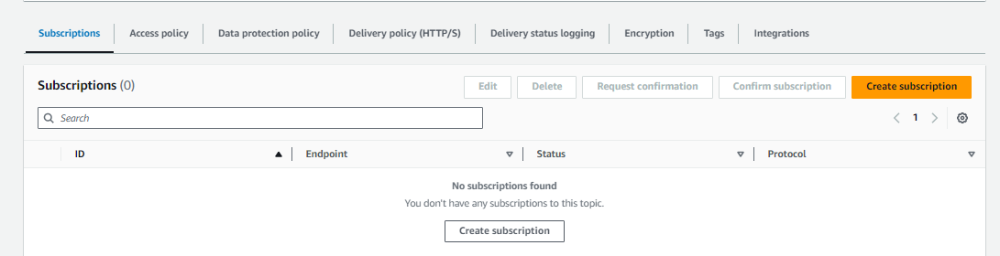 Subscriptions Access policy Data protection policy Delivery policy (HTTP/S) Delivery status logging Encryption Tags Integrations
Subscriptions (0) Edit Delete Request confirmation Confirm subscription Create subscription
Search 1
ID Endpoint Status Protocol
No subscriptions found
You don't have any subscriptions to this topic.
Create subscription